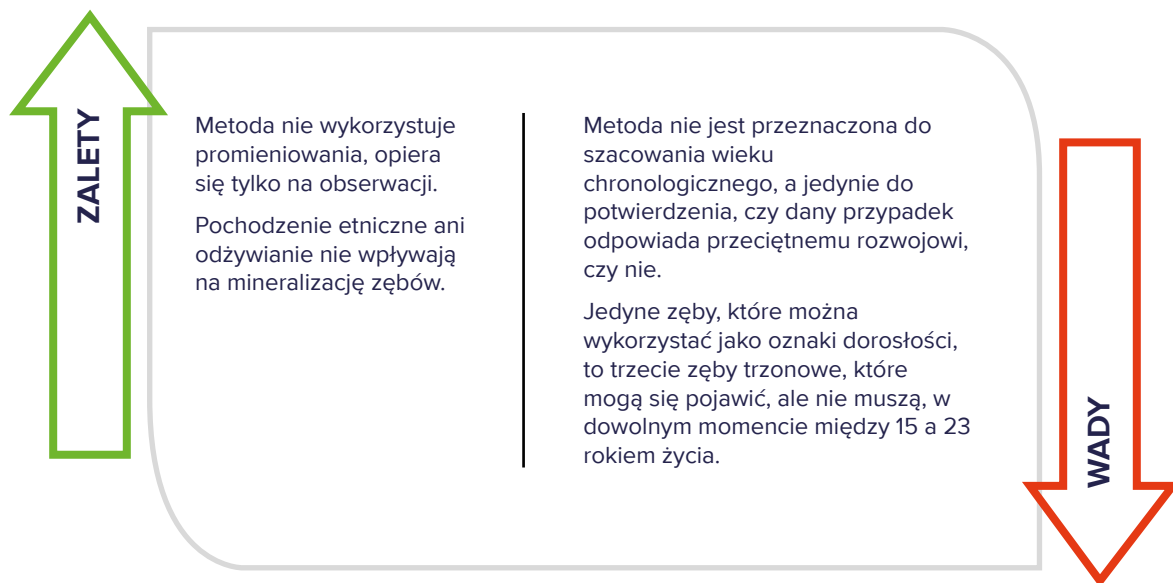 ZALETY
Metoda nie wykorzystuje
promieniowania, opiera
się tylko na obserwacji.
Pochodzenie etniczne ani
odżywianie nie wpływają
na mineralizację zębów.
Metoda nie jest przeznaczona do
szacowania wieku
chronologicznego, a jedynie do
potwierdzenia, czy dany przypadek
odpowiada przeciętnemu rozwojowi,
czy nie.
Jedyne zęby, które można
wykorzystać jako oznaki dorosłości,
to trzecie zęby trzonowe, które
mogą się pojawić, ale nie muszą, w
dowolnym momencie między 15 a 23
rokiem życia.
WADY